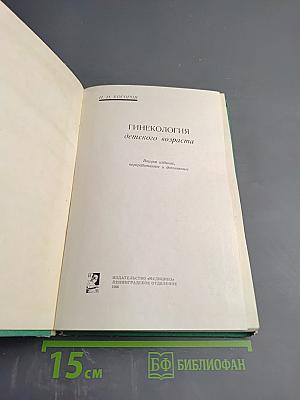 ГИНЕКОЛОГИЯ
детского возраста
Второе издание,
переработанное и дополненное
ИЗДАТЕЛЬСТВО «МЕДИЦИНА»
ЛЕНИНГРАДСКОЕ ОТДЕЛЕНИЕ
15 см
БФ БИБЛИОФАН